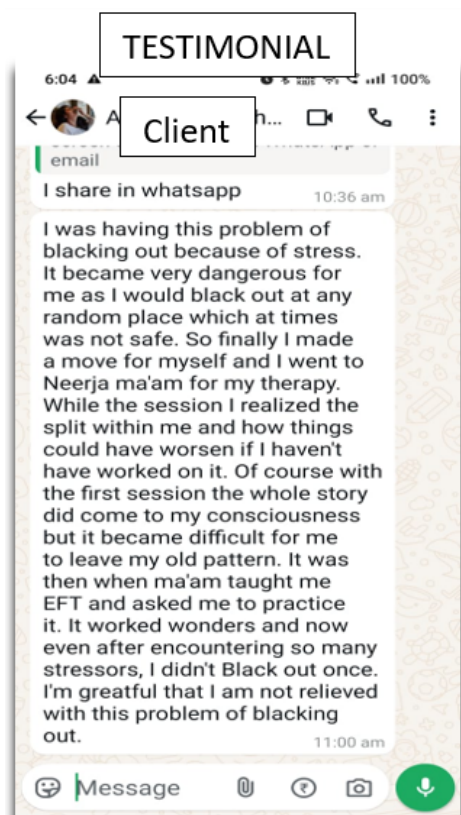 TESTIMONIAL
6:04 100%
A Client h...
email
I share in whatsapp 10:36 am
I was having this problem of
blacking out because of stress.
It became very dangerous for
me as I would black out at any
random place which at times
was not safe. So finally I made
a move for myself and I went to
Neerja ma'am for my therapy.
While the session I realized the
split within me and how things
could have worsen if I haven't
have worked on it. Of course with
the first session the whole story
did come to my consciousness
but it became difficult for me
to leave my old pattern. It was
then when ma'am taught me
EFT and asked me to practice
it. It worked wonders and now
even after encountering so many
stressors, I didn't Black out once.
I'm greatful that I am not relieved
with this problem of blacking
out. 11:00 am
Message